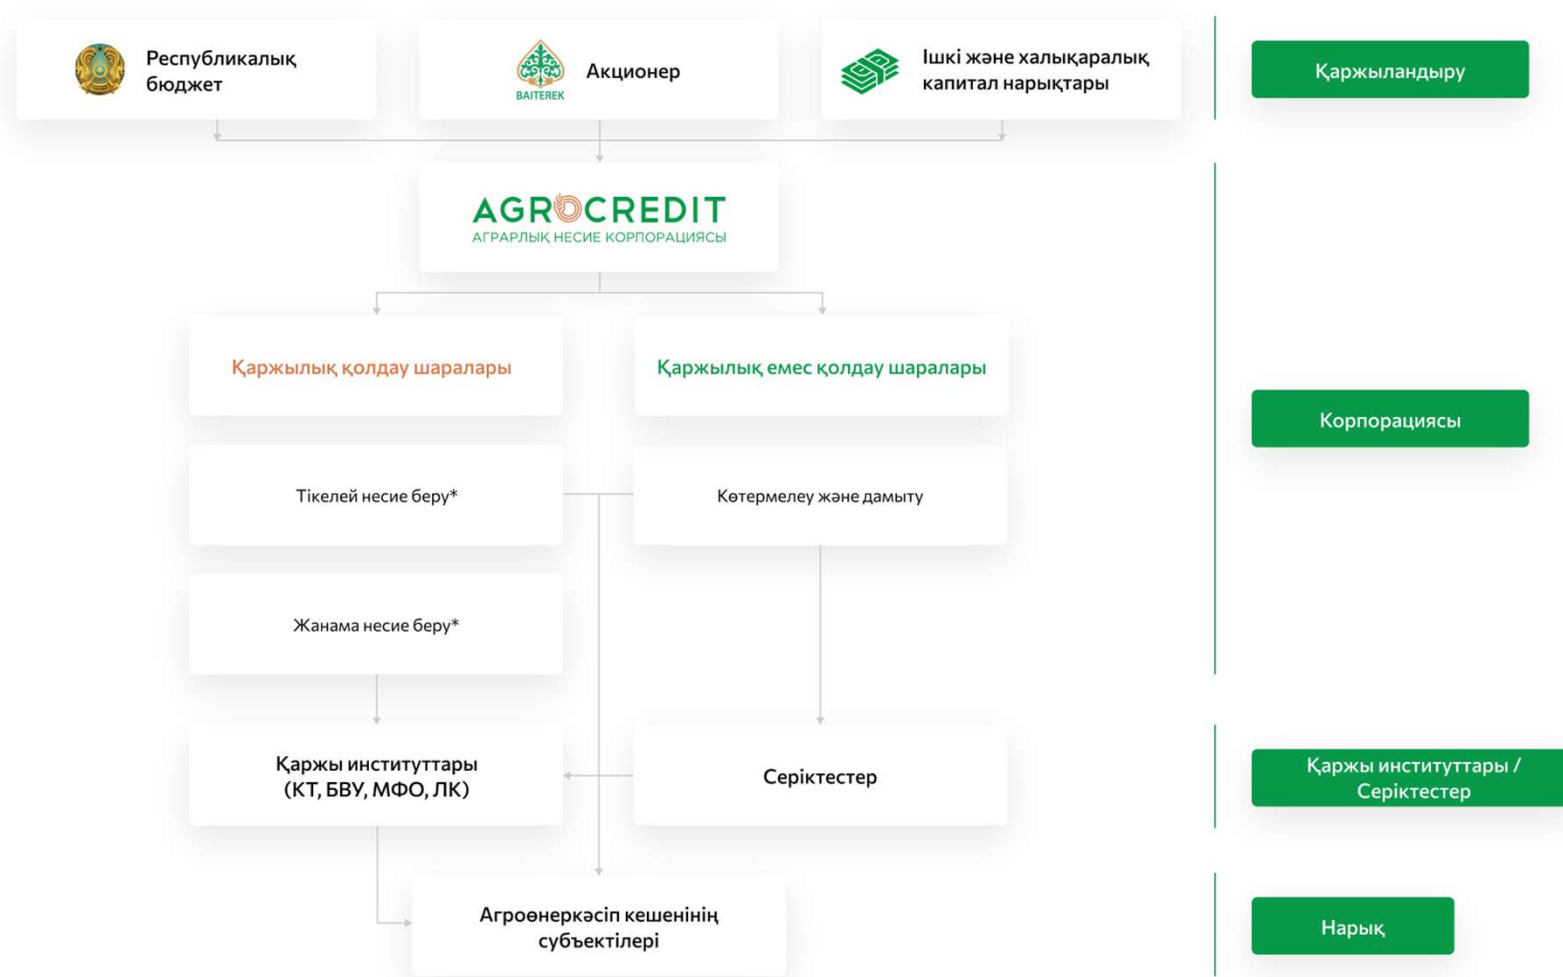 Республикалық
бюджет
BAITEREK
Акционер
Ішкі және халықаралық
капитал нарықтары
Қаржыландыру
AGROCREDIT
АГРАРЛЫҚ НЕСИЕ КОРПОРАЦИЯСЫ
Қаржылық қолдау шаралары
Қаржылық емес қолдау шаралары
Корпорациясы
Тікелей несие беру*
Көтермелеу және дамыту
Жанама несие беру*
Қаржы институттары
(КТ, БВУ, МФО, ЛК)
Серіктестер
Қаржы институттары /
Серіктестер
Агроөнеркәсіп кешенінің
субъектілері
Нарық